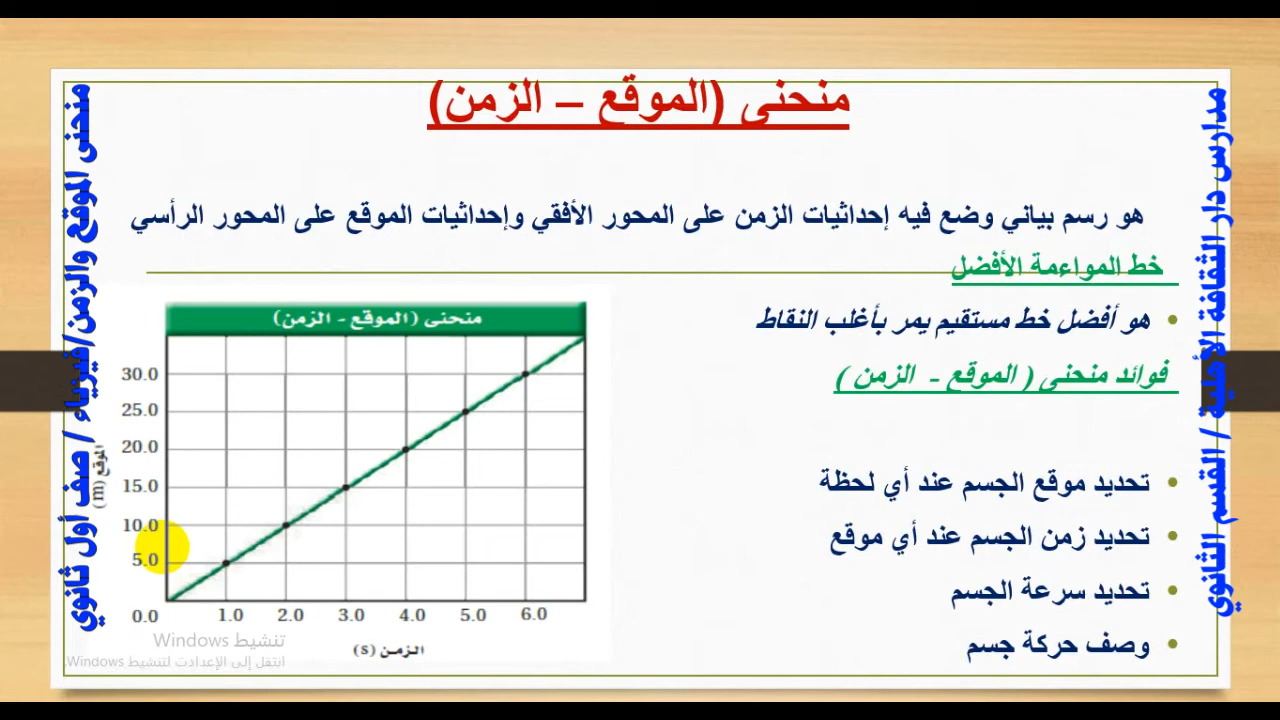 منحنى (الموقع – الزمن)
هو رسم بياني وضع فيه إحداثيات الزمن على المحور الأفقي وإحداثيات الموقع على المحور الرأسي
خط المواءمة الأفضل
• هو أفضل خط مستقيم يمر بأغلب النقاط
فوائد منحنى ( الموقع - الزمن )
• تحديد موقع الجسم عند أي لحظة
• تحديد زمن الجسم عند أي موقع
• تحديد سرعة الجسم
• وصف حركة جسم
منحنى (الموقع - الزمن)
30.0
25.0
20.0
15.0
10.0
5.0
0.0
1.0 2.0 3.0 4.0 5.0 6.0
الموقع (m)
الزمن (s)
مدارس دار الثقافة الأهلية / القسم الثانوي
منحنى الموقع والزمن/فيزياء / صف أول ثانوي
تنشيط Windows
انتقل إلى الإعدادت لتنشيط Windows.